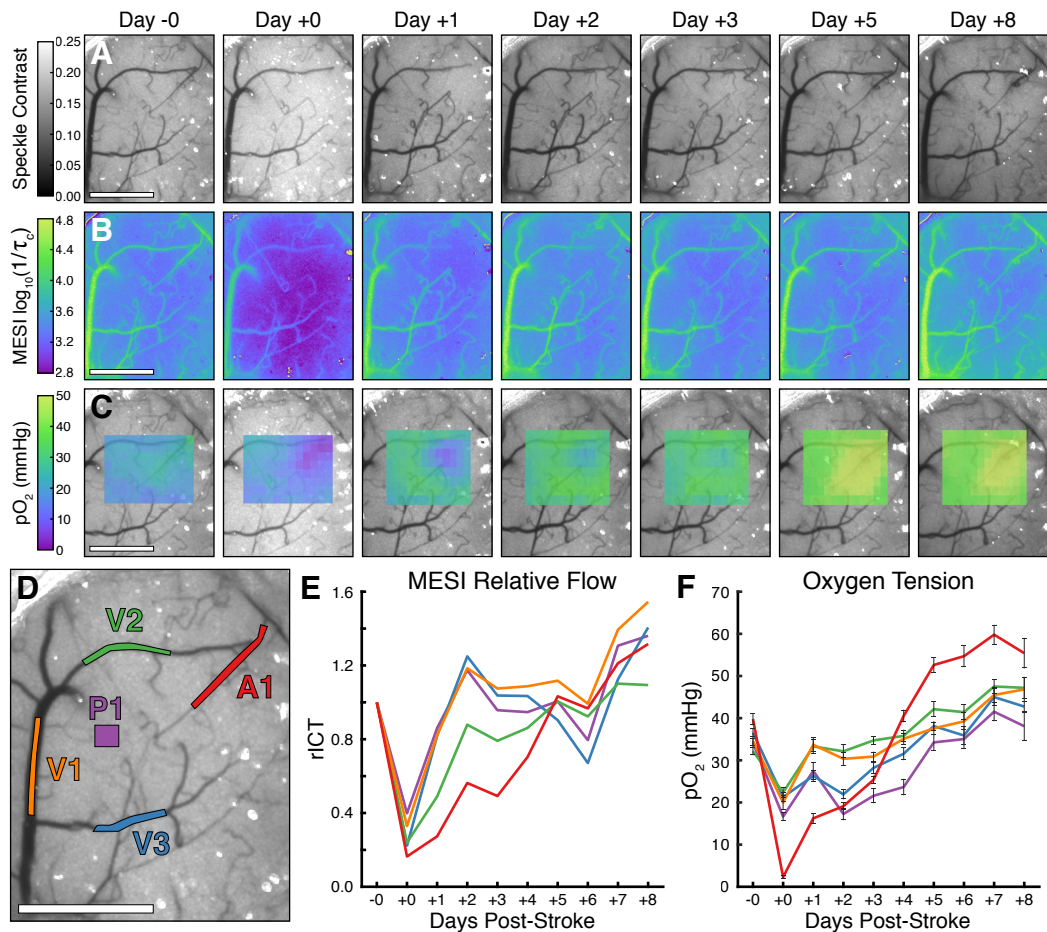 Day -0 Day +0 Day +1 Day +2 Day +3 Day +5 Day +8
A
Speckle Contrast
0.25
0.20
0.15
0.10
0.05
0.00
B
MESI log10(1/τc)
4.8
4.4
4.0
3.6
3.2
2.8
C
pO2 (mmHg)
50
40
30
20
10
0
D
V2
A1
P1
V1
V3
E MESI Relative Flow
rICT
1.6
1.2
0.8
0.4
0.0
-0 +0 +1 +2 +3 +4 +5 +6 +7 +8
Days Post-Stroke
F Oxygen Tension
pO2 (mmHg)
70
60
50
40
30
20
10
0
-0 +0 +1 +2 +3 +4 +5 +6 +7 +8
Days Post-Stroke